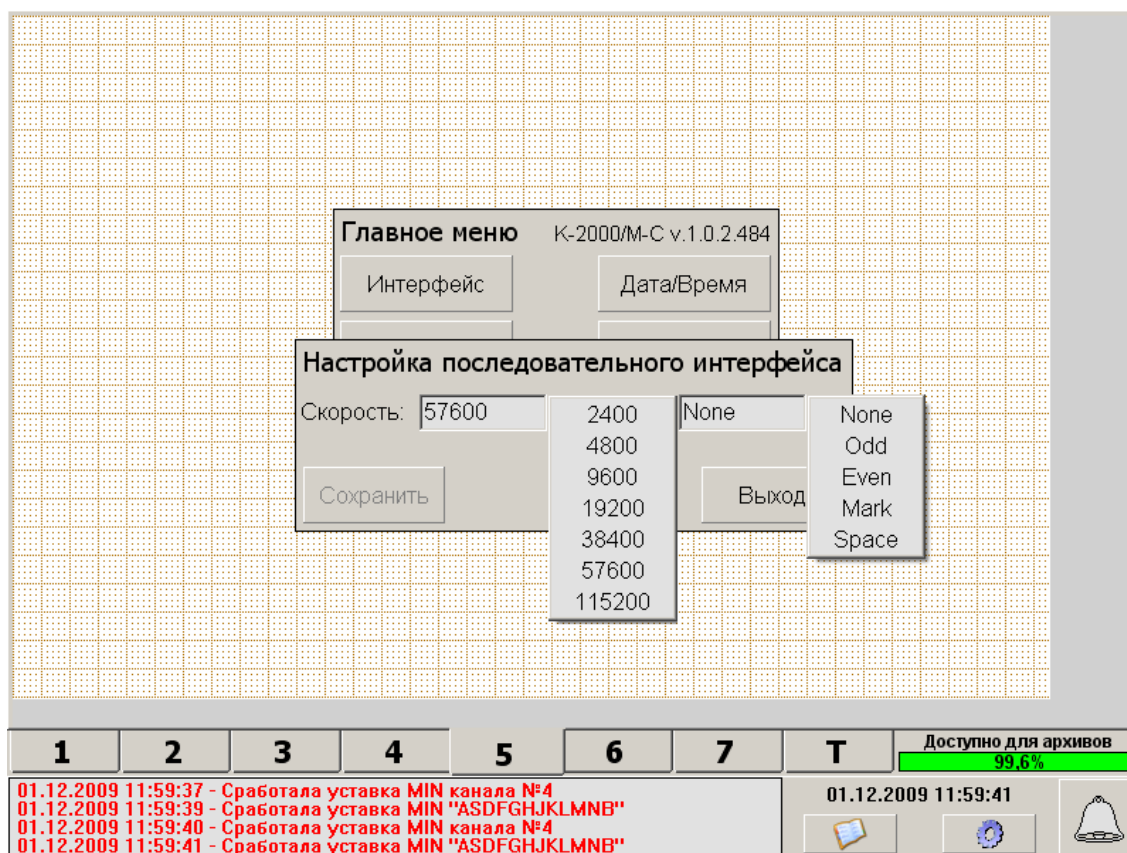 Главное меню K-2000/M-C v.1.0.2.484
Интерфейс Дата/Время
Настройка последовательного интерфейса
Скорость: 57600 None
2400 None
4800 Odd
9600 Even
19200 Mark
38400 Space
57600
115200
Сохранить Выход
1 2 3 4 5 6 7 T
Доступно для архивов
99,6%
01.12.2009 11:59:37 - Сработала уставка MIN канала №4
01.12.2009 11:59:39 - Сработала уставка MIN "ASDFGHJKLMNB"
01.12.2009 11:59:40 - Сработала уставка MIN канала №4
01.12.2009 11:59:41 - Сработала уставка MIN "ASDFGHJKLMNB"
01.12.2009 11:59:41